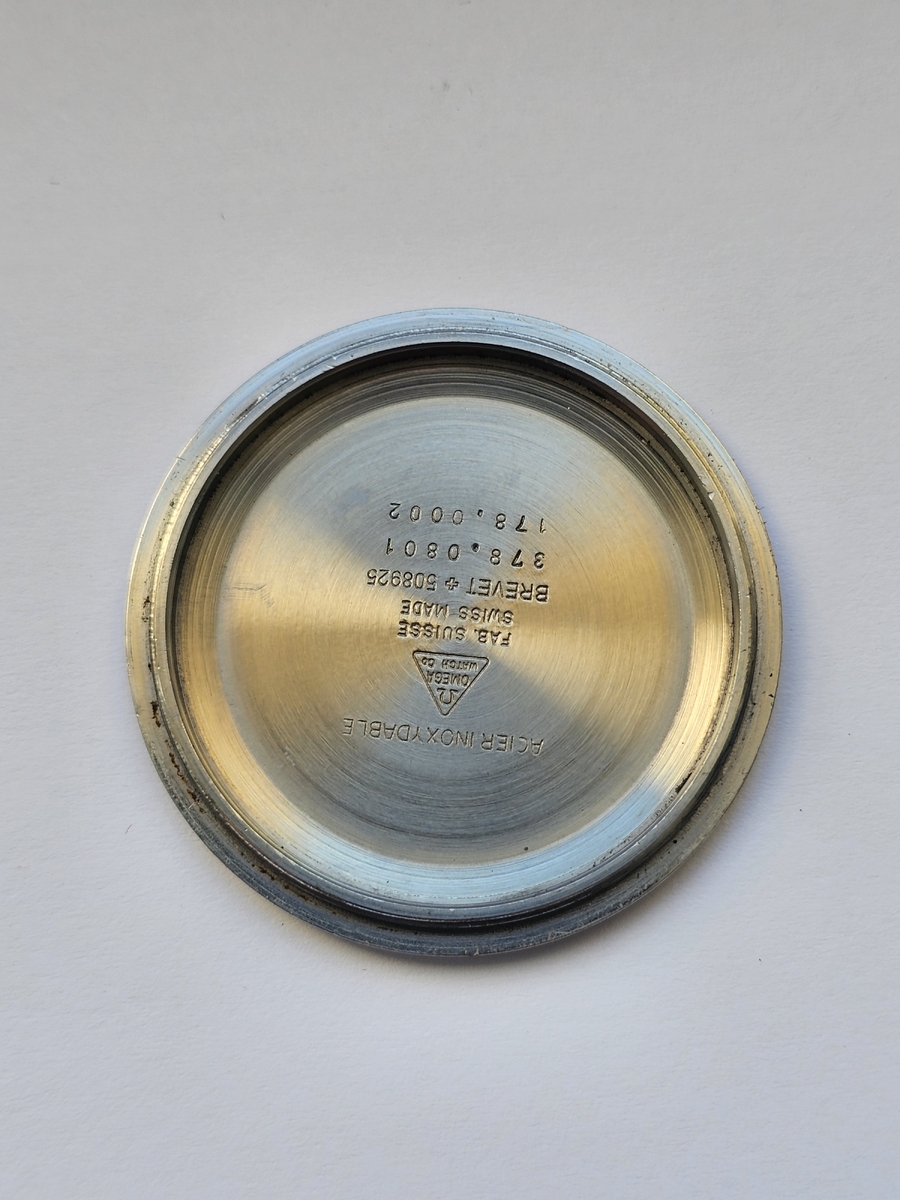 ACIER INOXYDABLE
Ω
OMEGA
WATCH CO
FAB. SUISSE
SWISS MADE
BREVET + 508925
378.0801
178.0002